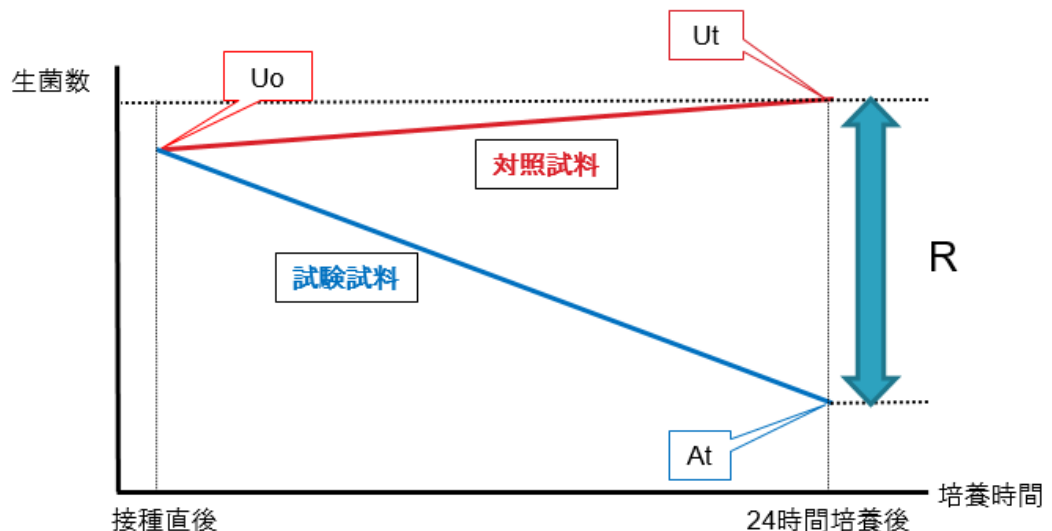 生菌数
Uo
Ut
対照試料
試験試料
R
At
培養時間
接種直後
24時間培養後